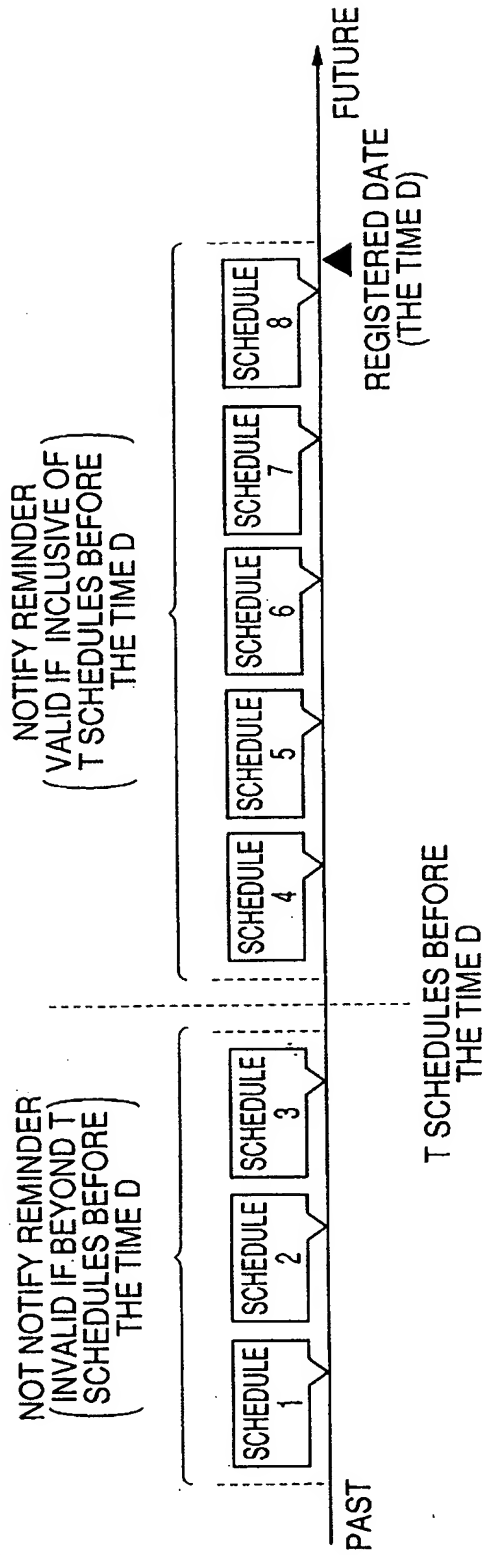 NOT NOTIFY REMINDER
(INVALID IF BEYOND T
SCHEDULES BEFORE
THE TIME D)
NOTIFY REMINDER
(VALID IF INCLUSIVE OF
T SCHEDULES BEFORE
THE TIME D)
SCHEDULE
1
SCHEDULE
2
SCHEDULE
3
SCHEDULE
4
SCHEDULE
5
SCHEDULE
6
SCHEDULE
7
SCHEDULE
8
PAST
FUTURE
T SCHEDULES BEFORE
THE TIME D
REGISTERED DATE
(THE TIME D)